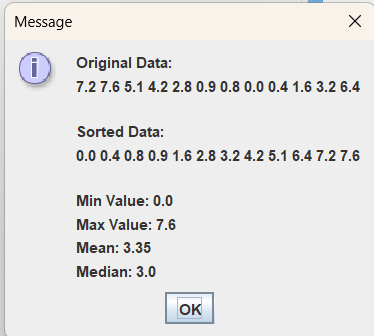 Message
Original Data:
7.2 7.6 5.1 4.2 2.8 0.9 0.8 0.0 0.4 1.6 3.2 6.4
Sorted Data:
0.0 0.4 0.8 0.9 1.6 2.8 3.2 4.2 5.1 6.4 7.2 7.6
Min Value: 0.0
Max Value: 7.6
Mean: 3.35
Median: 3.0
OK